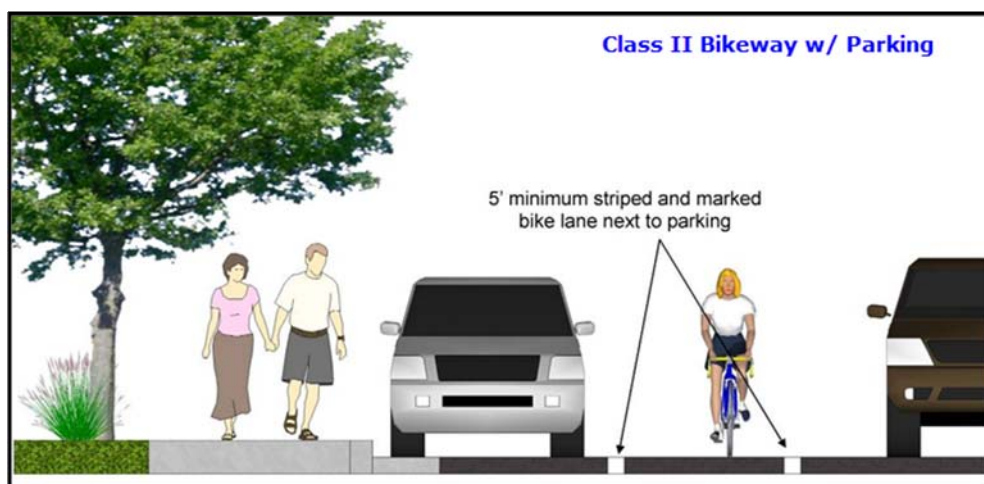 Class II Bikeway w/ Parking
5' minimum striped and marked
bike lane next to parking